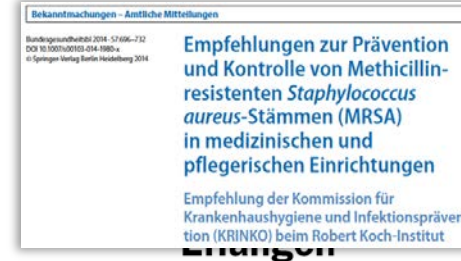 Bekanntmachungen – Amtliche Mitteilungen
Bundesgesundheitsbl 2014 · 57:696–732
DOI 10.1007/s00103-014-1980-x
© Springer-Verlag Berlin Heidelberg 2014
Empfehlungen zur Prävention
und Kontrolle von Methicillin-
resistenten Staphylococcus
aureus-Stämmen (MRSA)
in medizinischen und
pflegerischen Einrichtungen
Empfehlung der Kommission für
Krankenhaushygiene und Infektionspräven
tion (KRINKO) beim Robert Koch-Institut
Erlangen